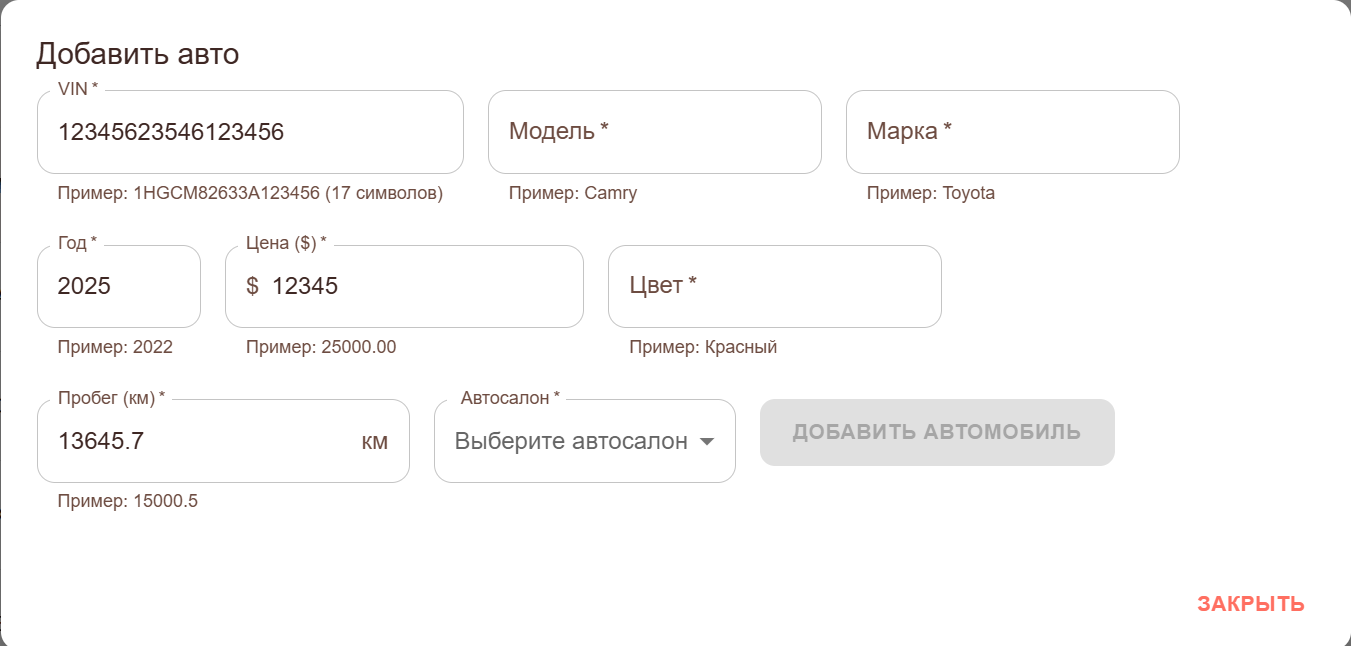 Добавить авто
VIN *
12345623546123456
Модель *
Марка *
Пример: 1HGCM82633A123456 (17 символов)
Пример: Camry
Пример: Toyota
Год *
Цена ($) *
2025
$ 12345
Цвет *
Пример: 2022
Пример: 25000.00
Пример: Красный
Пробег (км) *
Автосалон *
13645.7 км
Выберите автосалон
ДОБАВИТЬ АВТОМОБИЛЬ
Пример: 15000.5
ЗАКРЫТЬ